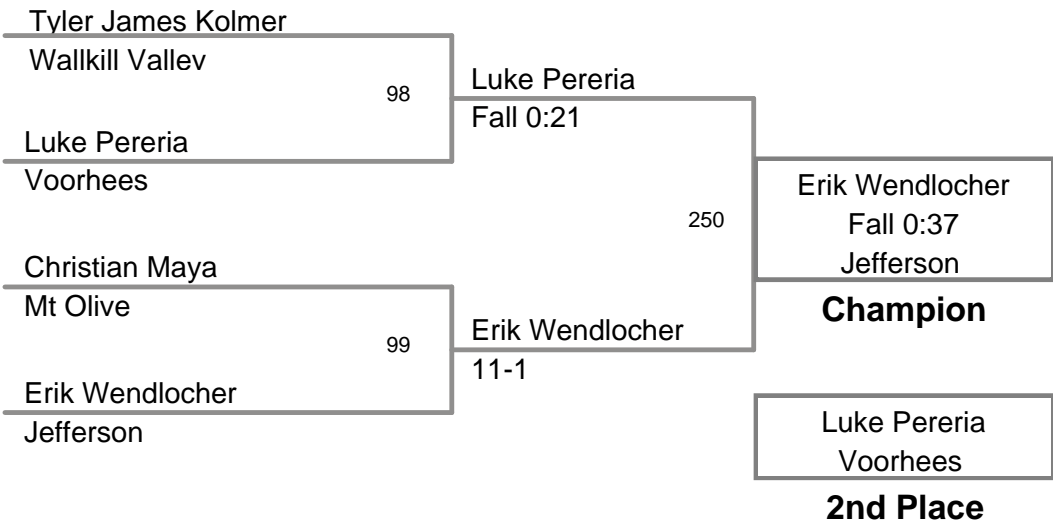 Tyler James Kolmer
Wallkill Vallev
98
Luke Pereria
Fall 0:21
Luke Pereria
Voorhees
250
Erik Wendlocher
Fall 0:37
Jefferson
Champion
Christian Maya
Mt Olive
99
Erik Wendlocher
11-1
Erik Wendlocher
Jefferson
Luke Pereria
Voorhees
2nd Place